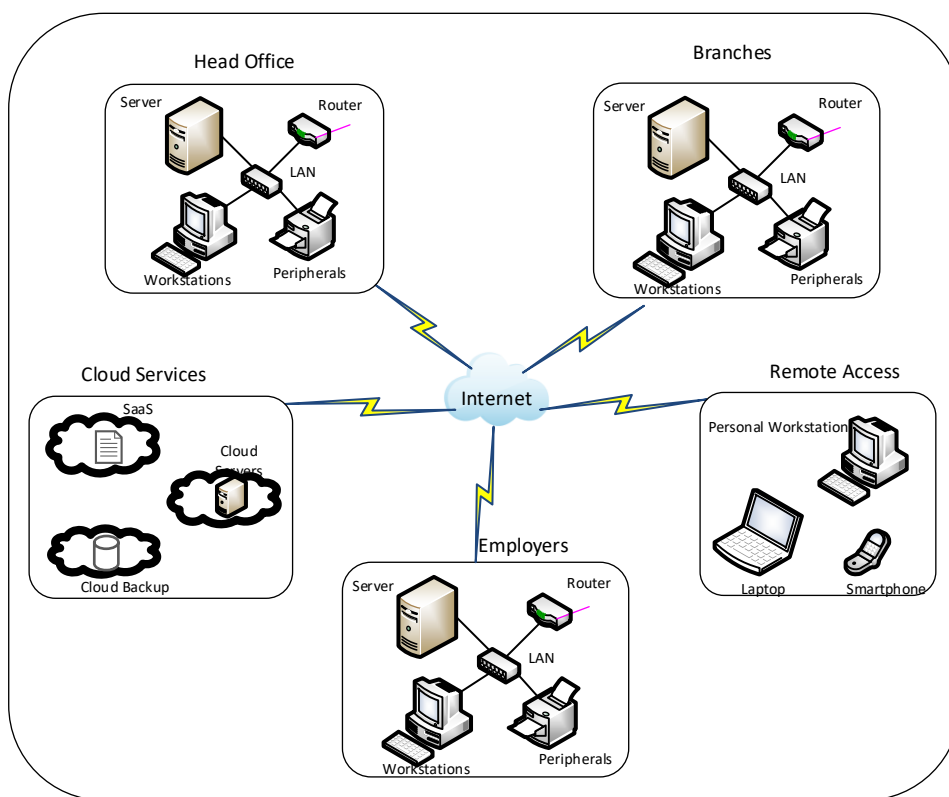 Head Office
Server
Router
LAN
Workstations
Peripherals
Branches
Server
Router
LAN
Workstations
Peripherals
Internet
Cloud Services
SaaS
Cloud
Servers
Cloud Backup
Remote Access
Personal Workstation
Laptop
Smartphone
Employers
Server
Router
LAN
Workstations
Peripherals